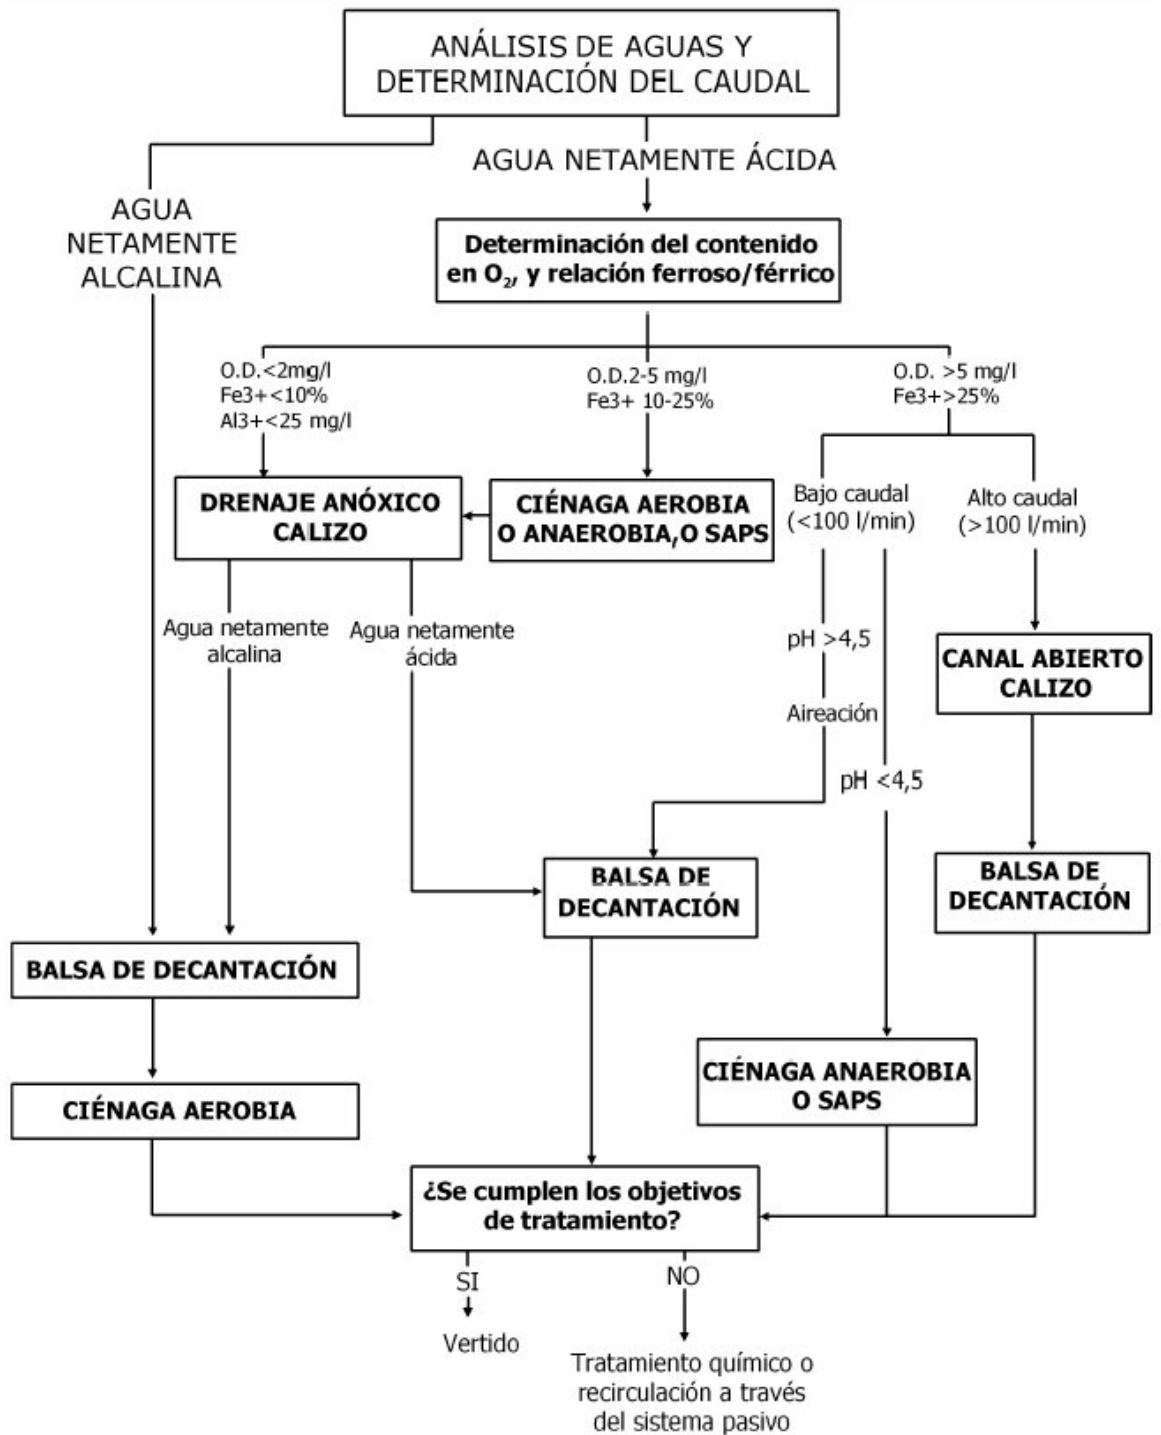 ANÁLISIS DE AGUAS Y
DETERMINACIÓN DEL CAUDAL
AGUA NETAMENTE ÁCIDA
AGUA
NETAMENTE
ALCALINA
Determinación del contenido
en O₂, y relación ferroso/férrico
O.D.<2mg/l
Fe3+<10%
Al3+<25 mg/l
O.D.2-5 mg/l
Fe3+ 10-25%
O.D. >5 mg/l
Fe3+>25%
DRENAJE ANÓXICO
CALIZO
CIÉNAGA AEROBIA
O ANAEROBIA,O SAPS
Bajo caudal
(<100 l/min)
Alto caudal
(>100 l/min)
Agua netamente
alcalina
Agua netamente
ácida
pH >4,5
Aireación
pH <4,5
CANAL ABIERTO
CALIZO
BALSA DE
DECANTACIÓN
BALSA DE
DECANTACIÓN
BALSA DE DECANTACIÓN
CIÉNAGA ANAEROBIA
O SAPS
CIÉNAGA AEROBIA
¿Se cumplen los objetivos
de tratamiento?
SI
NO
Vertido
Tratamiento químico o
recirculación a través
del sistema pasivo